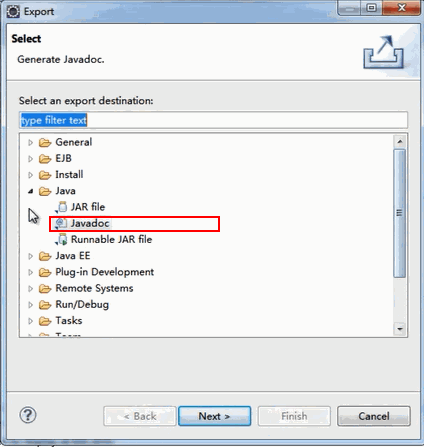 Export
Select
Generate Javadoc.
Select an export destination:
type filter text
General
EJB
Install
Java
JAR file
Javadoc
Runnable JAR file
Java EE
Plug-in Development
Remote Systems
Run/Debug
Tasks
< Back
Next >
Finish
Cancel